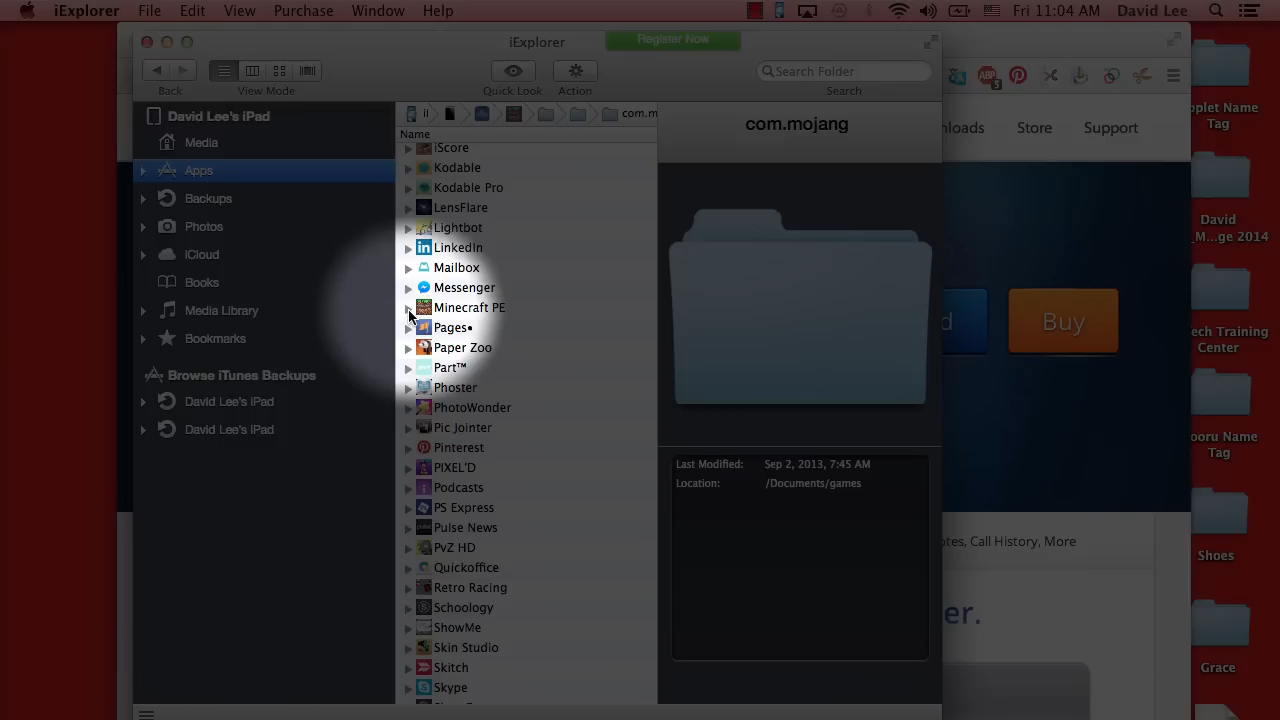 iExplorer File Edit View Purchase Window Help Fri 11:04 AM David Lee
iExplorer
Register Now
Search Folder
Back
View Mode
Quick Look
Action
Search
David Lee's iPad
Media
Apps
Backups
Photos
iCloud
Books
Media Library
Bookmarks
Browse iTunes Backups
David Lee's iPad
David Lee's iPad
com.m
Name
iScore
Kodable
Kodable Pro
LensFlare
Lightbot
LinkedIn
Mailbox
Messenger
Minecraft PE
Pages•
Paper Zoo
Part™
Phoster
PhotoWonder
Pic Jointer
Pinterest
PIXEL'D
Podcasts
PS Express
Pulse News
PvZ HD
Quickoffice
Retro Racing
Schoology
ShowMe
Skin Studio
Skitch
Skype
com.mojang
Last Modified: Sep 2, 2013, 7:45 AM
Location: /Documents/games
ABP
5
nloads Store Support
d
Buy
otes, Call History, More
er.
pplet Name
Tag
David
_M...ge 2014
ech Training
Center
ooru Name
Tag
Shoes
Grace